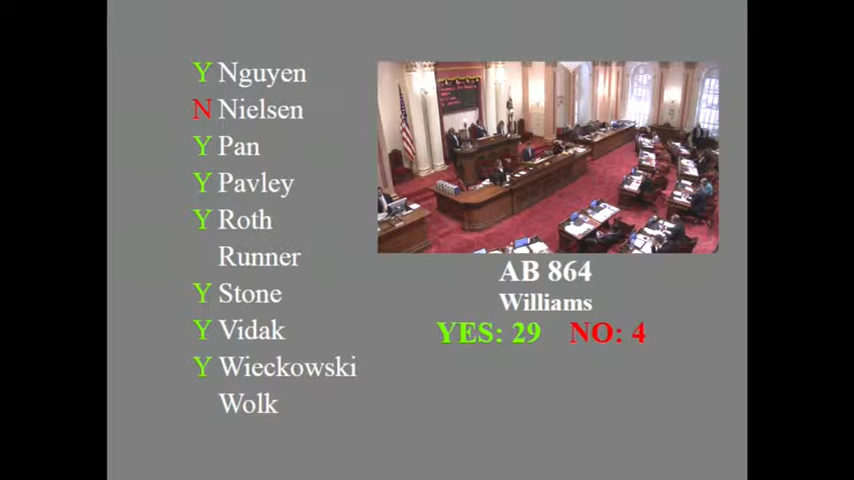 Y Nguyen
N Nielsen
Y Pan
Y Pavley
Y Roth
Runner
Y Stone
Y Vidak
Y Wieckowski
Wolk
AB 864
Williams
YES: 29 NO: 4